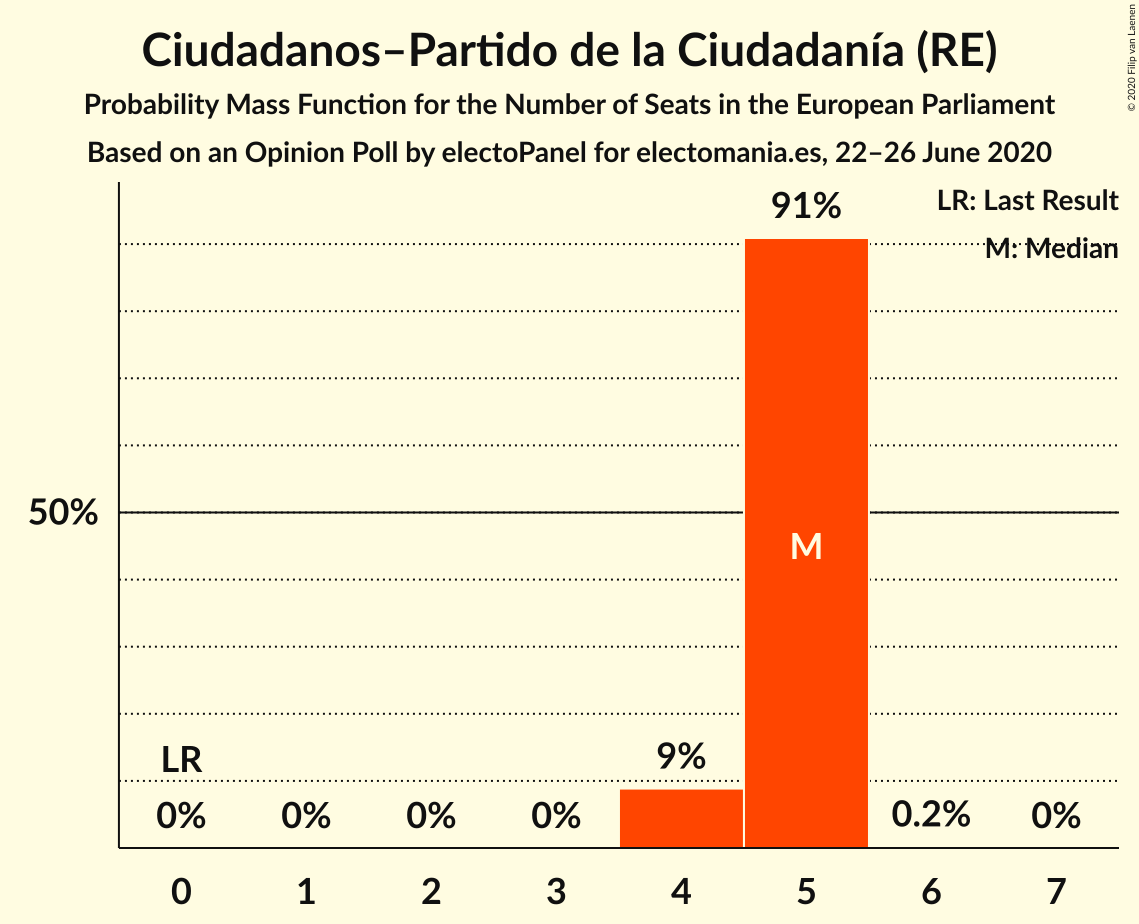 Ciudadanos–Partido de la Ciudadanía (RE)
Probability Mass Function for the Number of Seats in the European Parliament
Based on an Opinion Poll by electoPanel for electomania.es, 22–26 June 2020
© 2020 Filip van Laenen
LR: Last Result
M: Median
91%
50%
M
LR
9%
0% 0% 0% 0% 0.2% 0%
0 1 2 3 4 5 6 7